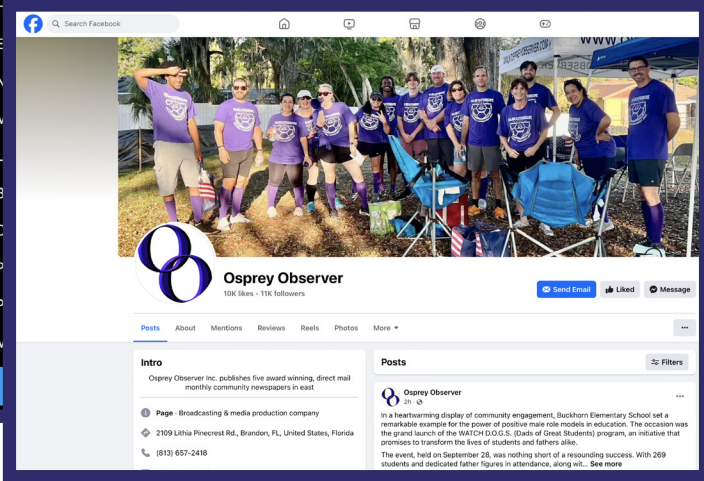 Search Facebook
OSPREYOBSERVER.COM
Osprey Observer
10K likes • 11K followers
Send Email
Liked
Message
Posts
About
Mentions
Reviews
Reels
Photos
More
Intro
Osprey Observer Inc. publishes five award winning, direct mail
monthly community newspapers in east
Page · Broadcasting & media production company
2109 Lithia Pinecrest Rd., Brandon, FL, United States, Florida
(813) 657-2418
Posts
Filters
Osprey Observer
2h
In a heartwarming display of community engagement, Buckhorn Elementary School set a
remarkable example for the power of positive male role models in education. The occasion was
the grand launch of the WATCH D.O.G.S. (Dads of Great Students) program, an initiative that
promises to transform the lives of students and fathers alike.
The event, held on September 28, was nothing short of a resounding success. With 269
students and dedicated father figures in attendance, along wit... See more